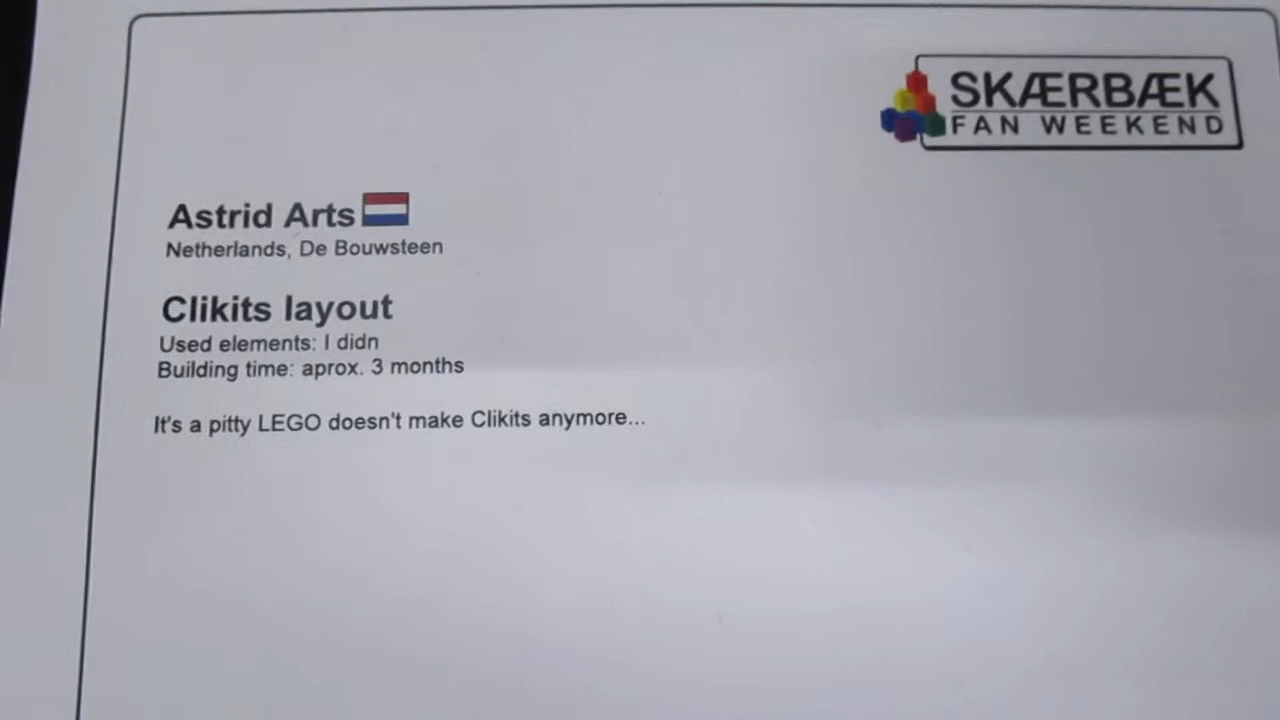 SKÆRBÆK
FAN WEEKEND
Astrid Arts
Netherlands, De Bouwsteen
Clikits layout
Used elements: I didn
Building time: aprox. 3 months
It's a pitty LEGO doesn't make Clikits anymore...